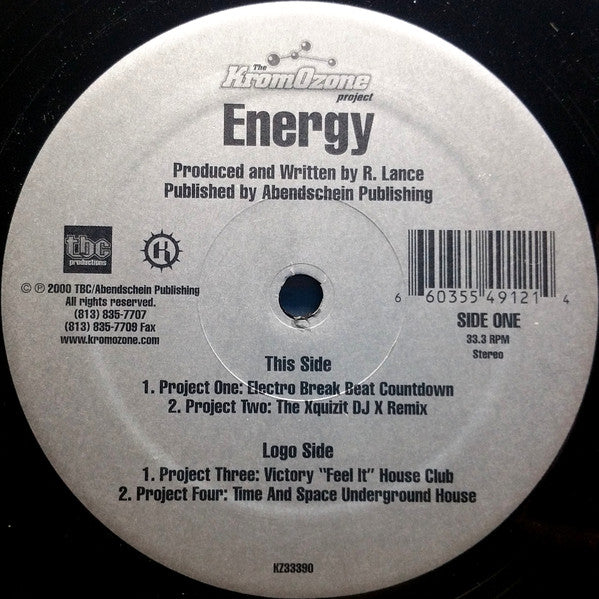 The
KromOzone
project
Energy
Produced and Written by R. Lance
Published by Abendschein Publishing
tbc
productions
K
© ℗ 2000 TBC/Abendschein Publishing
All rights reserved.
(813) 835-7707
(813) 835-7709 Fax
www.kromozone.com
6 60355 49121 4
SIDE ONE
33.3 RPM
Stereo
This Side
1. Project One: Electro Break Beat Countdown
2. Project Two: The Xquizit DJ X Remix
Logo Side
1. Project Three: Victory "Feel It" House Club
2. Project Four: Time And Space Underground House
KZ33390